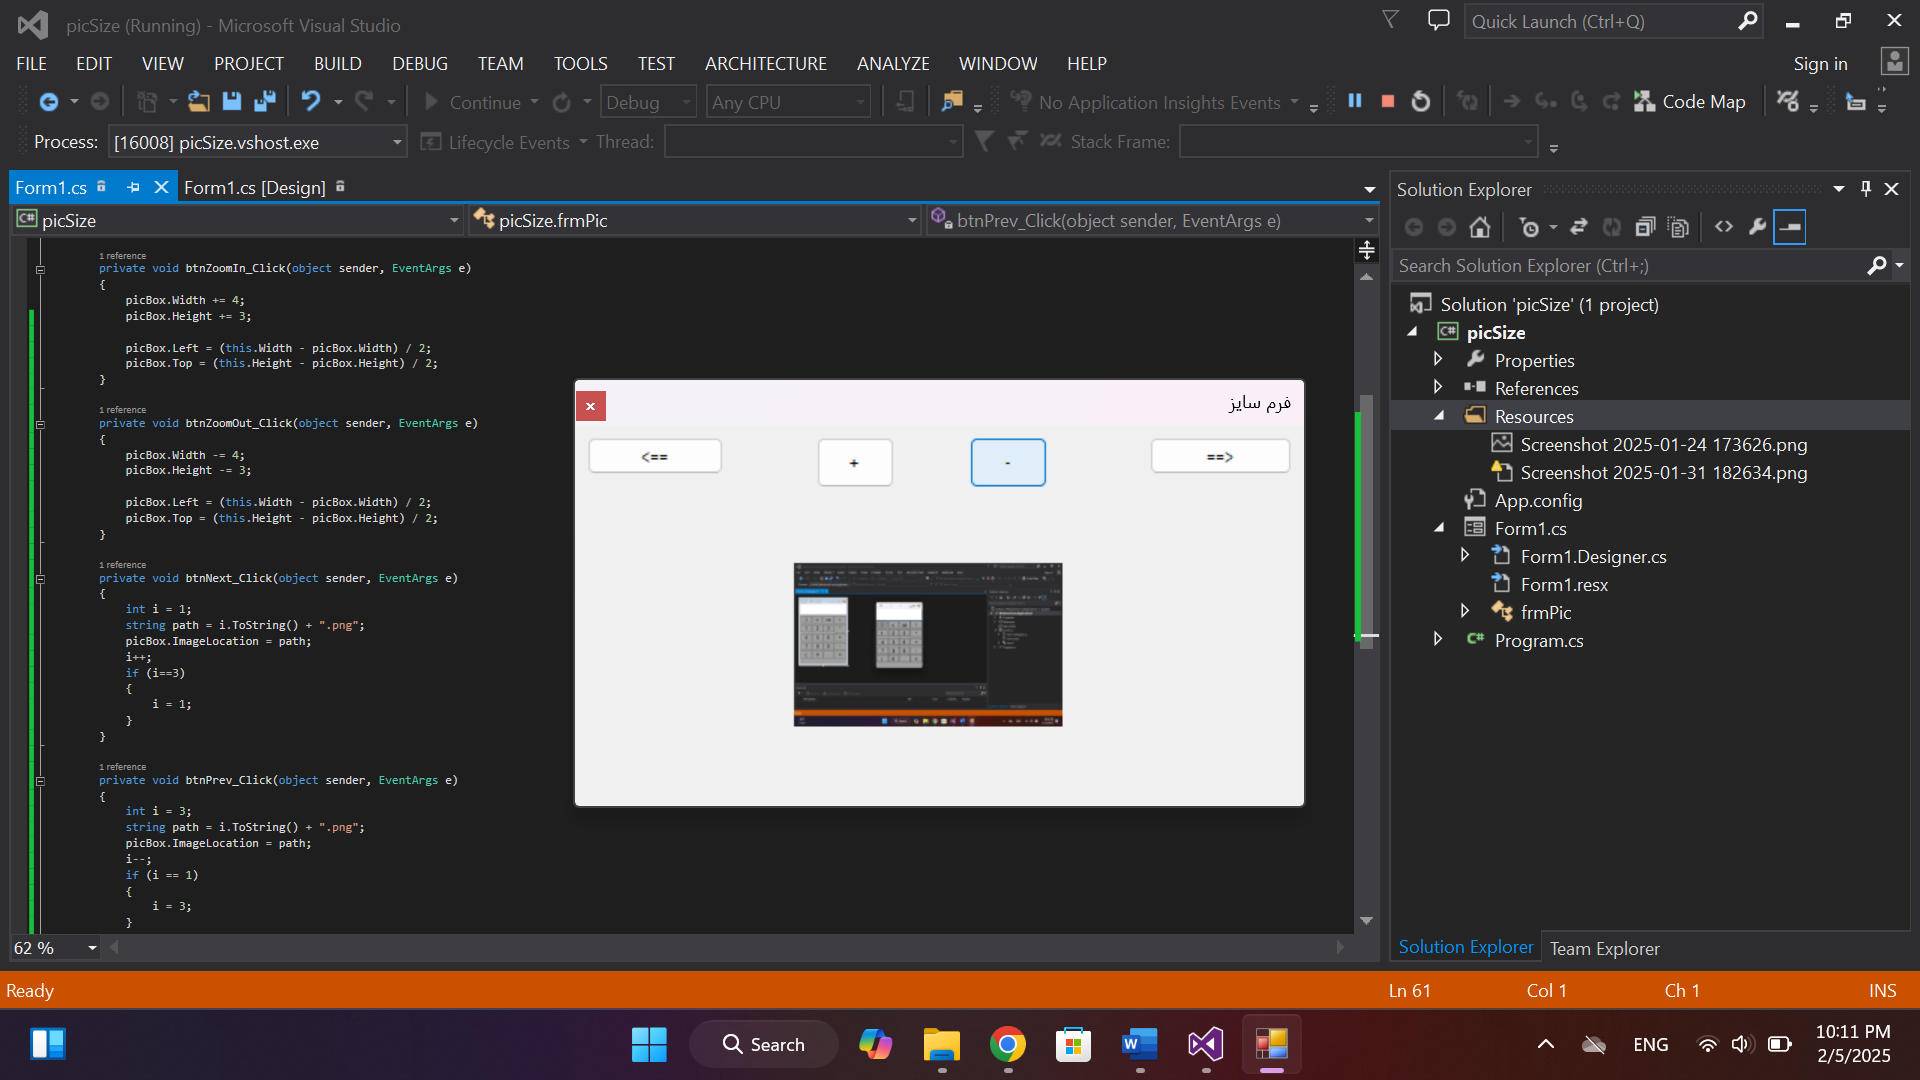 picSize (Running) - Microsoft Visual Studio
Quick Launch (Ctrl+Q)
FILE EDIT VIEW PROJECT BUILD DEBUG TEAM TOOLS TEST ARCHITECTURE ANALYZE WINDOW HELP
Sign in
Continue Debug Any CPU No Application Insights Events Code Map
Process: [16008] picSize.vshost.exe Lifecycle Events Thread: Stack Frame:
Form1.cs Form1.cs [Design]
picSize picSize.frmPic btnPrev_Click(object sender, EventArgs e)
1 reference
private void btnZoomIn_Click(object sender, EventArgs e)
{
picBox.Width += 4;
picBox.Height += 3;
picBox.Left = (this.Width - picBox.Width) / 2;
picBox.Top = (this.Height - picBox.Height) / 2;
}
1 reference
private void btnZoomOut_Click(object sender, EventArgs e)
{
picBox.Width -= 4;
picBox.Height -= 3;
picBox.Left = (this.Width - picBox.Width) / 2;
picBox.Top = (this.Height - picBox.Height) / 2;
}
1 reference
private void btnNext_Click(object sender, EventArgs e)
{
int i = 1;
string path = i.ToString() + ".png";
picBox.ImageLocation = path;
i++;
if (i==3)
{
i = 1;
}
}
1 reference
private void btnPrev_Click(object sender, EventArgs e)
{
int i = 3;
string path = i.ToString() + ".png";
picBox.ImageLocation = path;
i--;
if (i == 1)
{
i = 3;
}
62 %
x
فرم سایز
<== + - ==>
Solution Explorer
Search Solution Explorer (Ctrl+;)
Solution 'picSize' (1 project)
C# picSize
Properties
References
Resources
Screenshot 2025-01-24 173626.png
Screenshot 2025-01-31 182634.png
App.config
Form1.cs
Form1.Designer.cs
Form1.resx
frmPic
C# Program.cs
Solution Explorer Team Explorer
Ready
Ln 61 Col 1 Ch 1 INS
Search
ENG
10:11 PM
2/5/2025